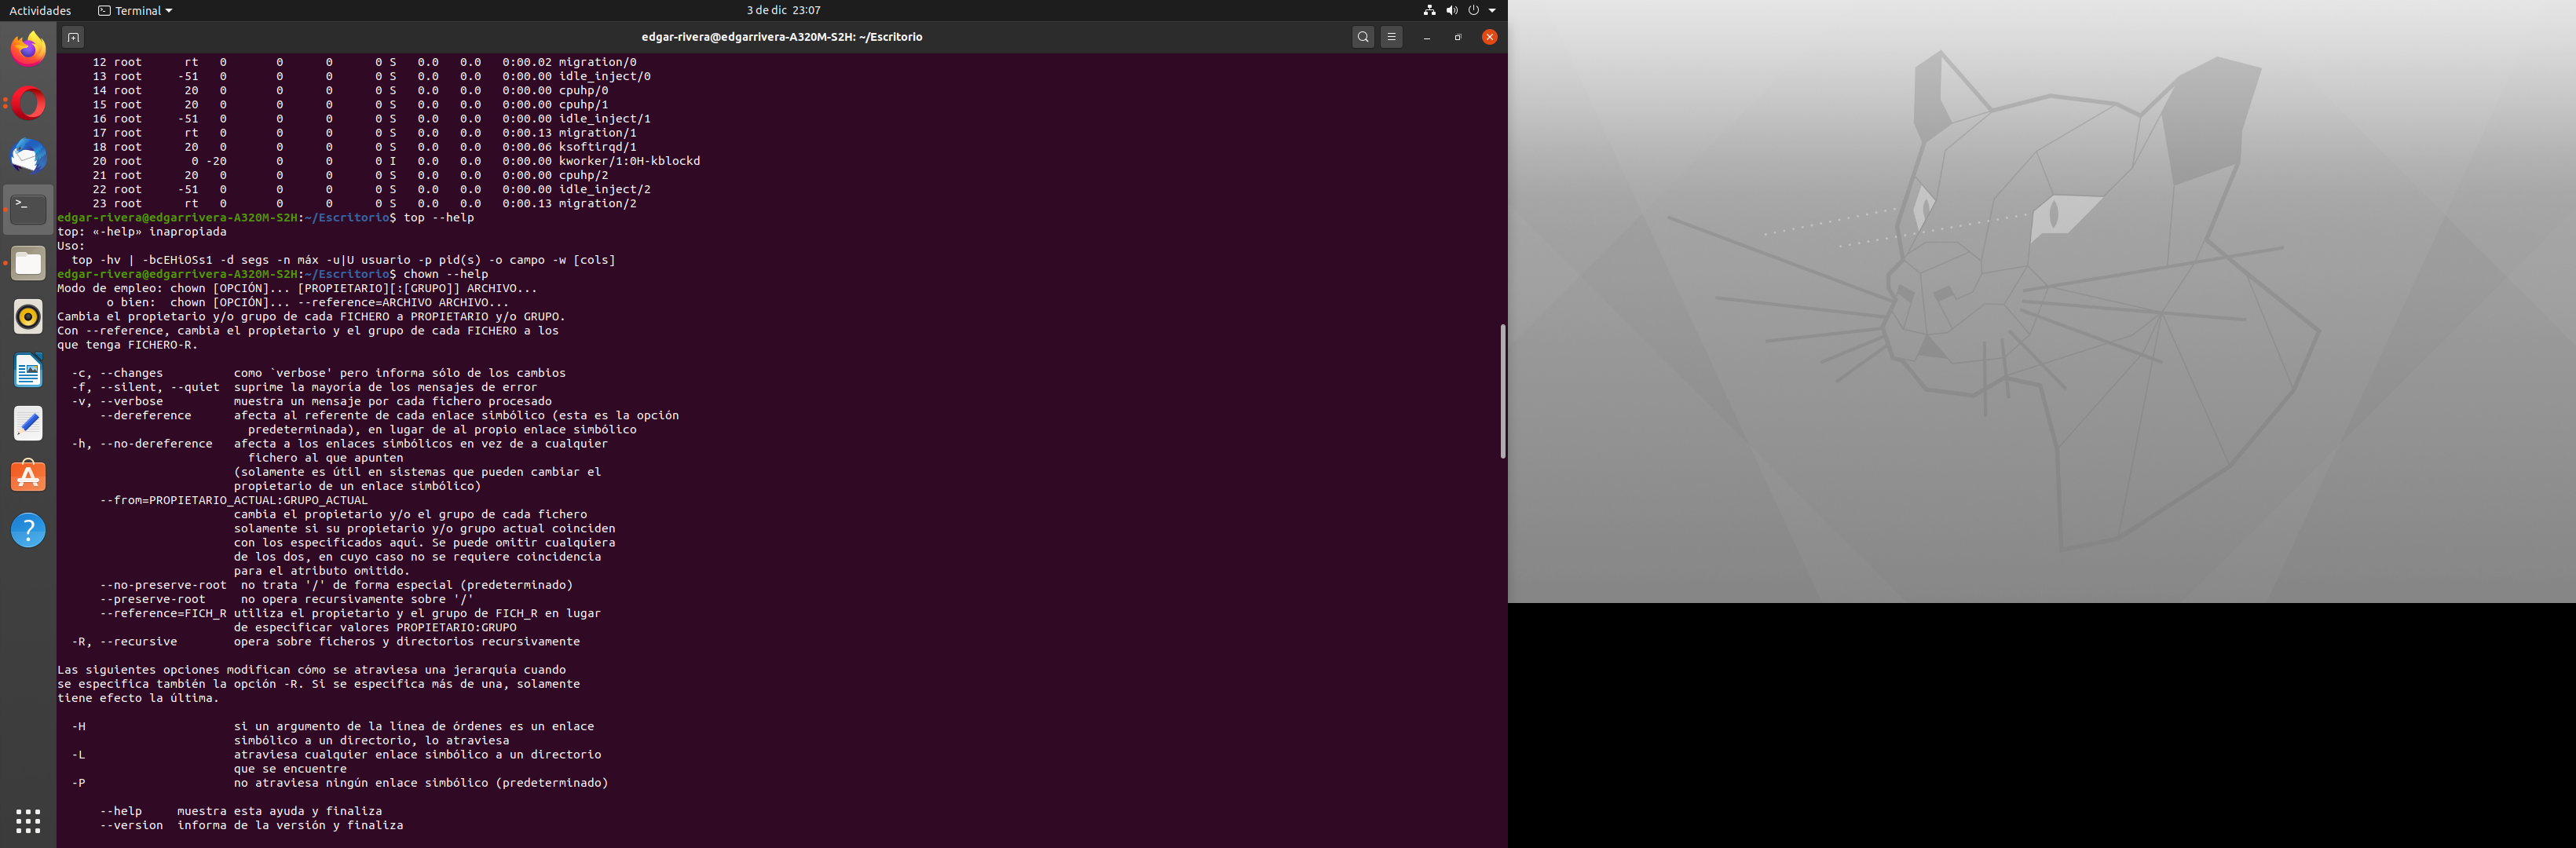 Actividades Terminal 3 de dic 23:07
edgar-rivera@edgarrivera-A320M-S2H: ~/Escritorio
12 root rt 0 0 0 0 S 0.0 0.0 0:00.02 migration/0
13 root -51 0 0 0 0 S 0.0 0.0 0:00.00 idle_inject/0
14 root 20 0 0 0 0 S 0.0 0.0 0:00.00 cpuhp/0
15 root 20 0 0 0 0 S 0.0 0.0 0:00.00 cpuhp/1
16 root -51 0 0 0 0 S 0.0 0.0 0:00.00 idle_inject/1
17 root rt 0 0 0 0 S 0.0 0.0 0:00.13 migration/1
18 root 20 0 0 0 0 S 0.0 0.0 0:00.06 ksoftirqd/1
20 root 0 -20 0 0 0 I 0.0 0.0 0:00.00 kworker/1:0H-kblockd
21 root 20 0 0 0 0 S 0.0 0.0 0:00.00 cpuhp/2
22 root -51 0 0 0 0 S 0.0 0.0 0:00.00 idle_inject/2
23 root rt 0 0 0 0 S 0.0 0.0 0:00.13 migration/2
edgar-rivera@edgarrivera-A320M-S2H:~/Escritorio$ top --help
top: «-help» inapropiada
Uso:
top -hv | -bcEHiOSs1 -d segs -n máx -u|U usuario -p pid(s) -o campo -w [cols]
edgar-rivera@edgarrivera-A320M-S2H:~/Escritorio$ chown --help
Modo de empleo: chown [OPCIÓN]... [PROPIETARIO][:[GRUPO]] ARCHIVO...
o bien: chown [OPCIÓN]... --reference=ARCHIVO ARCHIVO...
Cambia el propietario y/o grupo de cada FICHERO a PROPIETARIO y/o GRUPO.
Con --reference, cambia el propietario y el grupo de cada FICHERO a los
que tenga FICHERO-R.
-c, --changes como `verbose' pero informa sólo de los cambios
-f, --silent, --quiet suprime la mayoría de los mensajes de error
-v, --verbose muestra un mensaje por cada fichero procesado
--dereference afecta al referente de cada enlace simbólico (esta es la opción
predeterminada), en lugar de al propio enlace simbólico
-h, --no-dereference afecta a los enlaces simbólicos en vez de a cualquier
fichero al que apunten
(solamente es útil en sistemas que pueden cambiar el
propietario de un enlace simbólico)
--from=PROPIETARIO_ACTUAL:GRUPO_ACTUAL
cambia el propietario y/o el grupo de cada fichero
solamente si su propietario y/o grupo actual coinciden
con los especificados aquí. Se puede omitir cualquiera
de los dos, en cuyo caso no se requiere coincidencia
para el atributo omitido.
--no-preserve-root no trata '/' de forma especial (predeterminado)
--preserve-root no opera recursivamente sobre '/'
--reference=FICH_R utiliza el propietario y el grupo de FICH_R en lugar
de especificar valores PROPIETARIO:GRUPO
-R, --recursive opera sobre ficheros y directorios recursivamente
Las siguientes opciones modifican cómo se atraviesa una jerarquía cuando
se especifica también la opción -R. Si se especifica más de una, solamente
tiene efecto la última.
-H si un argumento de la línea de órdenes es un enlace
simbólico a un directorio, lo atraviesa
-L atraviesa cualquier enlace simbólico a un directorio
que se encuentre
-P no atraviesa ningún enlace simbólico (predeterminado)
--help muestra esta ayuda y finaliza
--version informa de la versión y finaliza